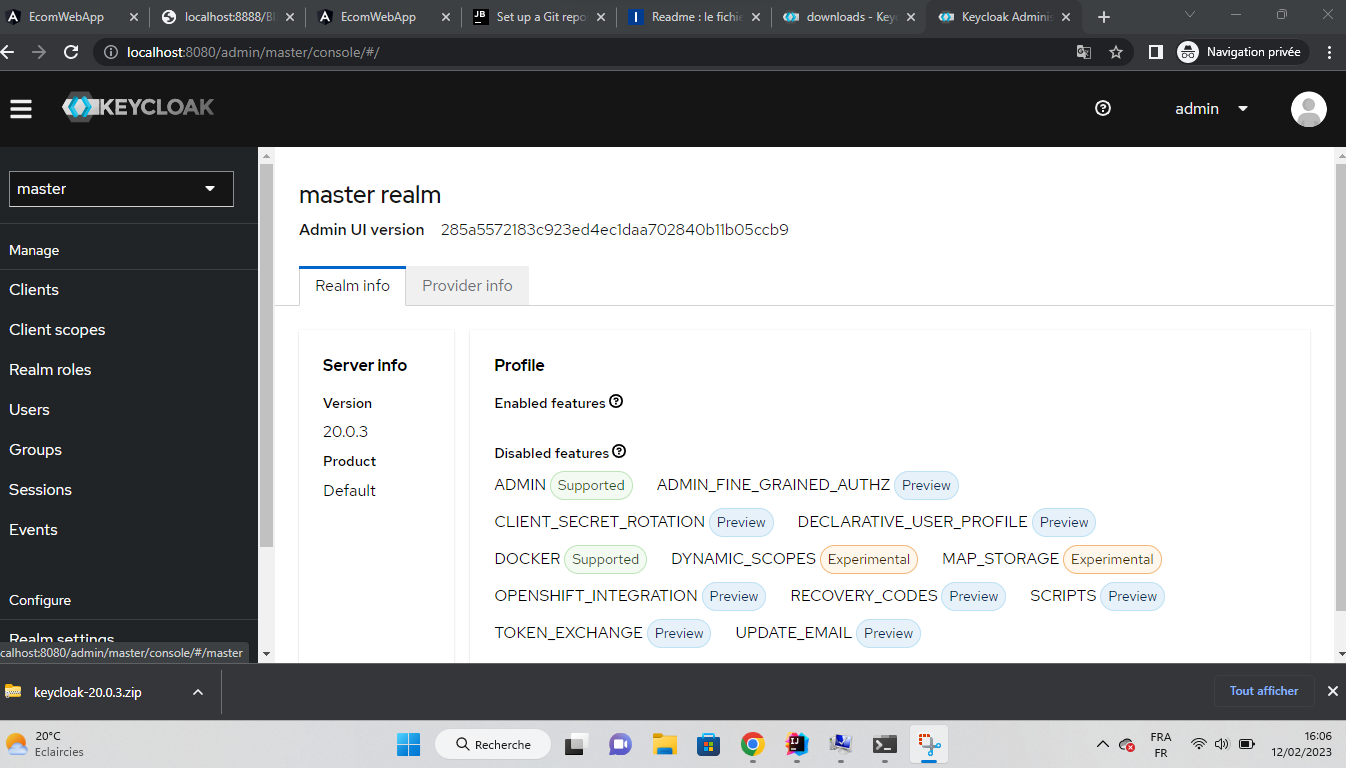 EcomWebApp
localhost:8888/BI
EcomWebApp
Set up a Git repo
Readme : le fichie
downloads - Keyc
Keycloak Adminis
localhost:8080/admin/master/console/#/
Navigation privée
KEYCLOAK
admin
master
Manage
Clients
Client scopes
Realm roles
Users
Groups
Sessions
Events
Configure
Realm settings
calhost:8080/admin/master/console/#/master
master realm
Admin UI version 285a5572183c923ed4ec1daa702840b11b05ccb9
Realm info
Provider info
Server info
Version
20.0.3
Product
Default
Profile
Enabled features
Disabled features
ADMIN Supported ADMIN_FINE_GRAINED_AUTHZ Preview
CLIENT_SECRET_ROTATION Preview DECLARATIVE_USER_PROFILE Preview
DOCKER Supported DYNAMIC_SCOPES Experimental MAP_STORAGE Experimental
OPENSHIFT_INTEGRATION Preview RECOVERY_CODES Preview SCRIPTS Preview
TOKEN_EXCHANGE Preview UPDATE_EMAIL Preview
keycloak-20.0.3.zip
Tout afficher
20°C
Eclaircies
Recherche
FRA
FR
16:06
12/02/2023